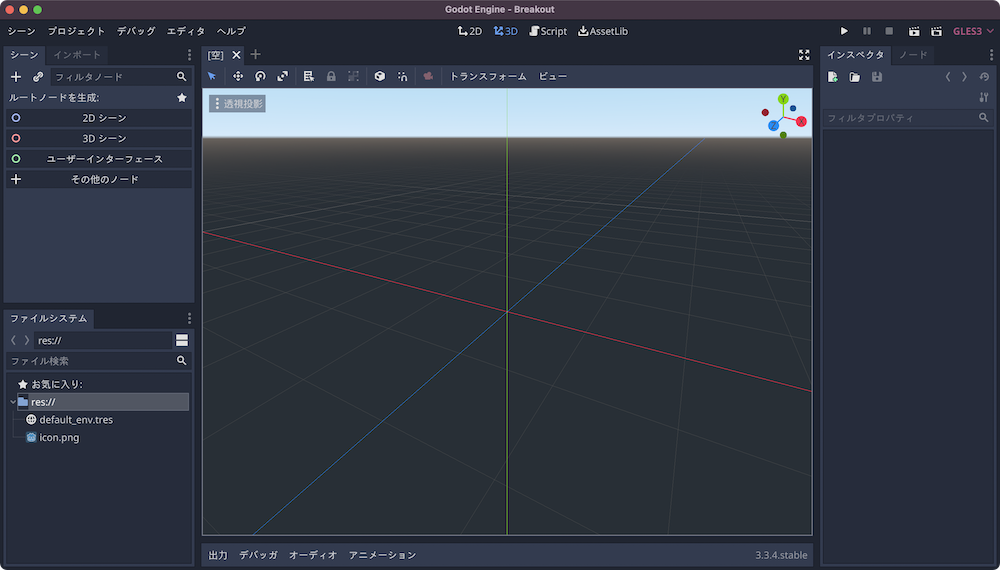 Godot Engine - Breakout
シーン プロジェクト デバッグ エディタ ヘルプ 2D 3D Script AssetLib GLES3
シーン インポート
フィルタノード
ルートノードを生成:
2D シーン
3D シーン
ユーザーインターフェース
その他のノード
ファイルシステム
res://
ファイル検索
お気に入り:
res://
default_env.tres
icon.png
[空]
トランスフォーム ビュー
透視投影
Y
X
Z
出力 デバッガ オーディオ アニメーション 3.3.4.stable
インスペクタ ノード
フィルタプロパティ